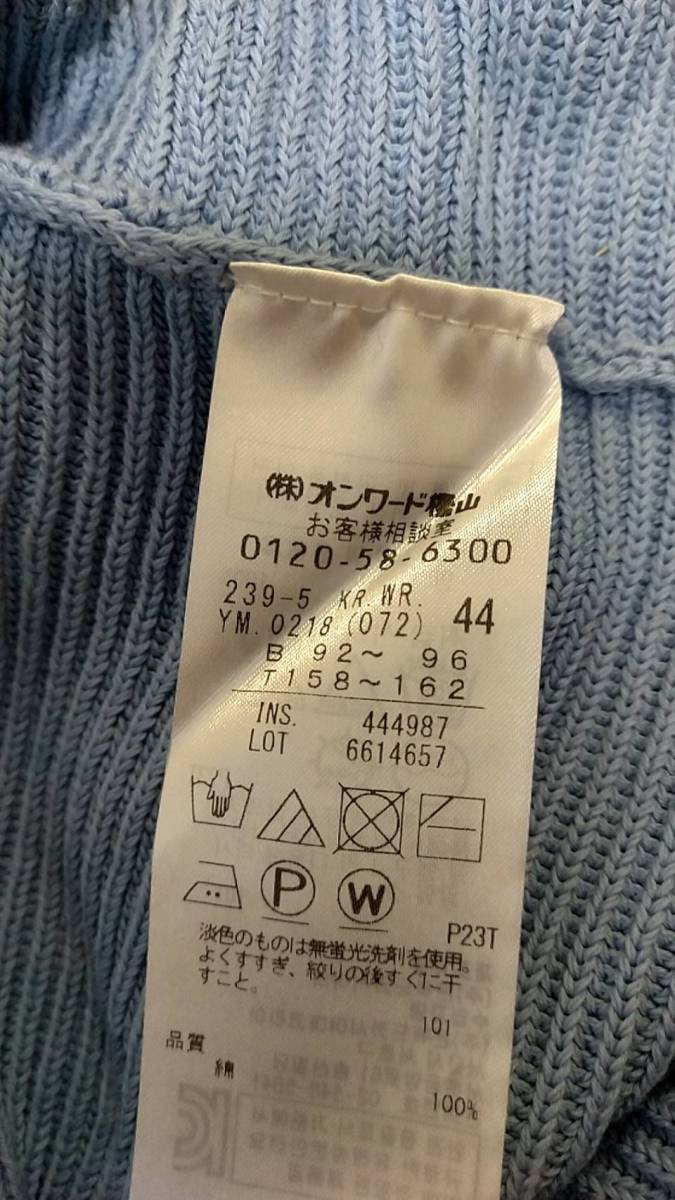 (株)オンワード樫山
お客様相談室
0120-58-6300
239-5 KR.WR. 44
YM. 0218 (072)
B 92～ 96
T158～162
INS. 444987
LOT 6614657
P W
P23T
淡色のものは無蛍光洗剤を使用。
よくすすぎ、絞りの後すぐに干
すこと。
101
品質
綿
100%